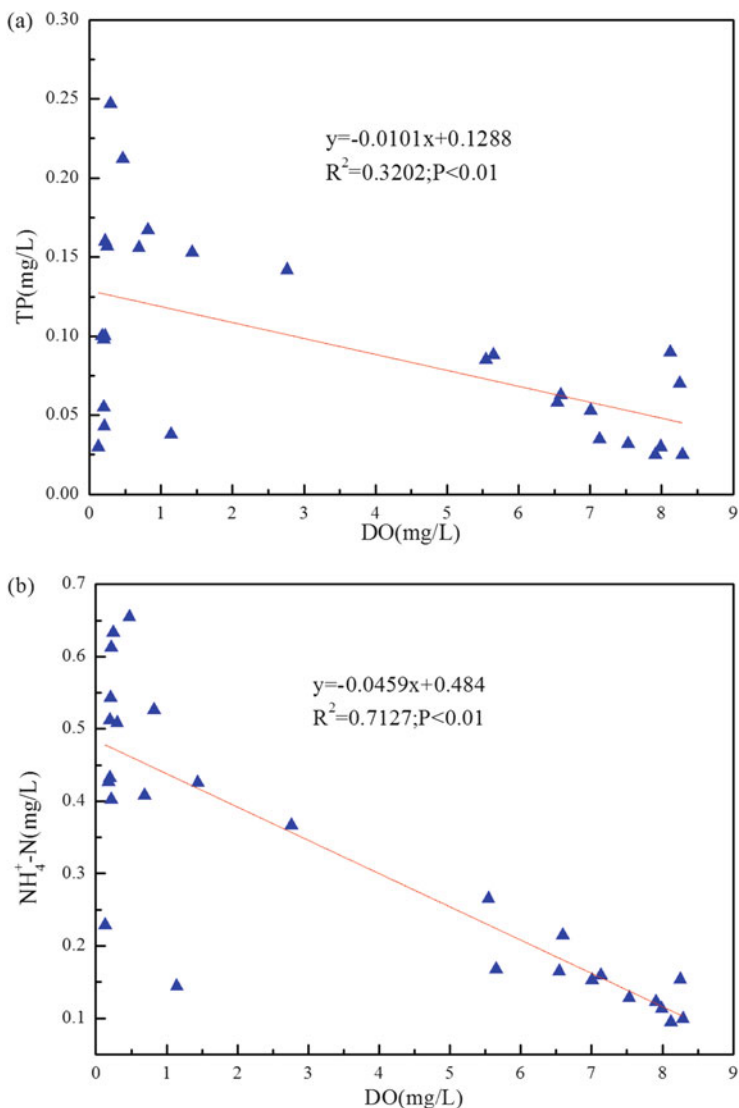 (a)
0.30
0.25
0.20
0.15
0.10
0.05
0.00
TP(mg/L)
y=-0.0101x+0.1288
R²=0.3202;P<0.01
0 1 2 3 4 5 6 7 8 9
DO(mg/L)
(b)
0.7
0.6
0.5
0.4
0.3
0.2
0.1
NH₄⁺-N(mg/L)
y=-0.0459x+0.484
R²=0.7127;P<0.01
0 1 2 3 4 5 6 7 8 9
DO(mg/L)